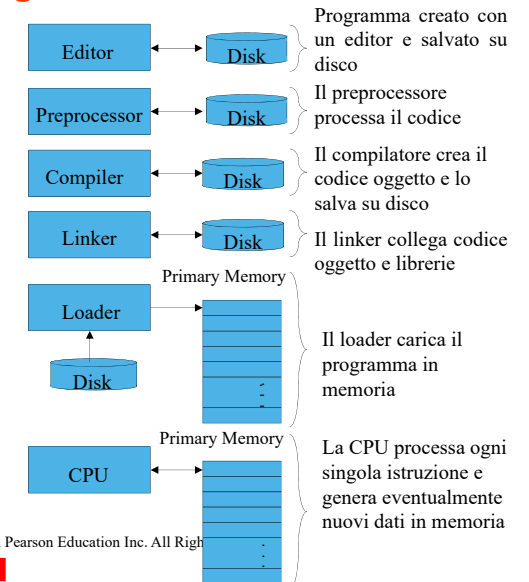 Editor
Disk
Programma creato con
un editor e salvato su
disco
Preprocessor
Disk
Il preprocessore
processa il codice
Compiler
Disk
Il compilatore crea il
codice oggetto e lo
salva su disco
Linker
Disk
Il linker collega codice
oggetto e librerie
Primary Memory
Loader
Disk
Il loader carica il
programma in
memoria
Primary Memory
CPU
La CPU processa ogni
singola istruzione e
genera eventualmente
nuovi dati in memoria
Pearson Education Inc. All Righ